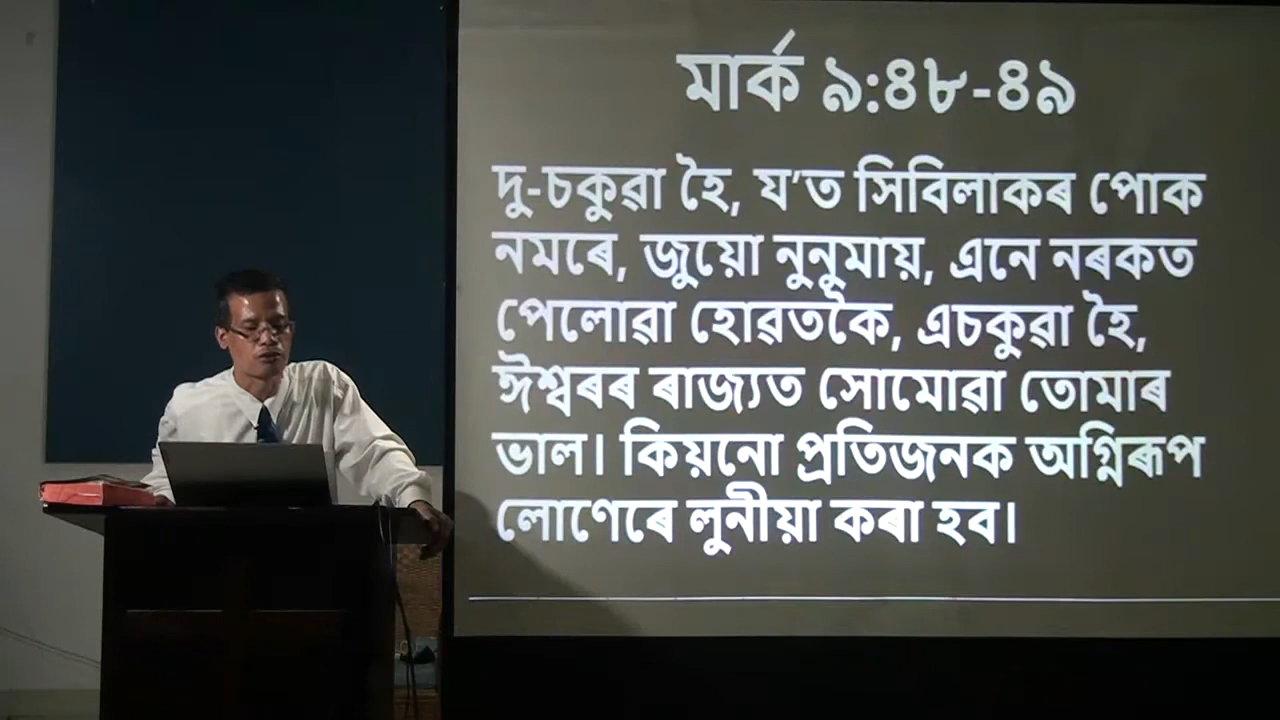 মাৰ্ক ৯:৪৮-৪৯
দু-চকুৱা হৈ, য’ত সিবিলাকৰ পোক
নমৰে, জুয়ো নুনুমায়, এনে নৰকত
পেলোৱা হোৱতকৈ, এচকুৱা হৈ,
ঈশ্বৰৰ ৰাজ্যত সোমোৱা তোমাৰ
ভাল। কিয়নো প্ৰতিজনক অগ্নিৰূপ
লোণেৰে লুনীয়া কৰা হব।